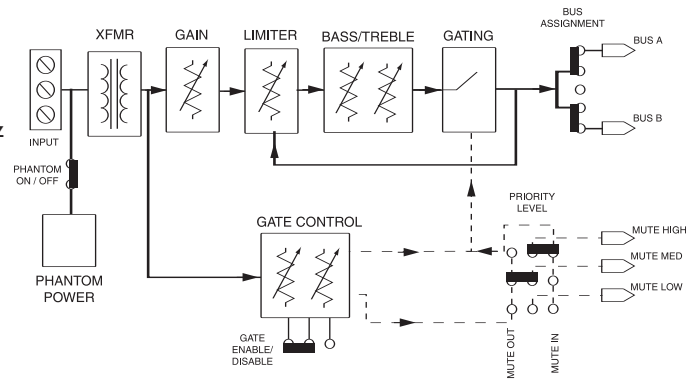 BUS
ASSIGNMENT
BUS A
BUS B
XFMR
GAIN
LIMITER
BASS/TREBLE
GATING
INPUT
PHANTOM
ON / OFF
PHANTOM
POWER
GATE CONTROL
GATE
ENABLE/
DISABLE
PRIORITY
LEVEL
MUTE HIGH
MUTE MED
MUTE LOW
MUTE OUT
MUTE IN